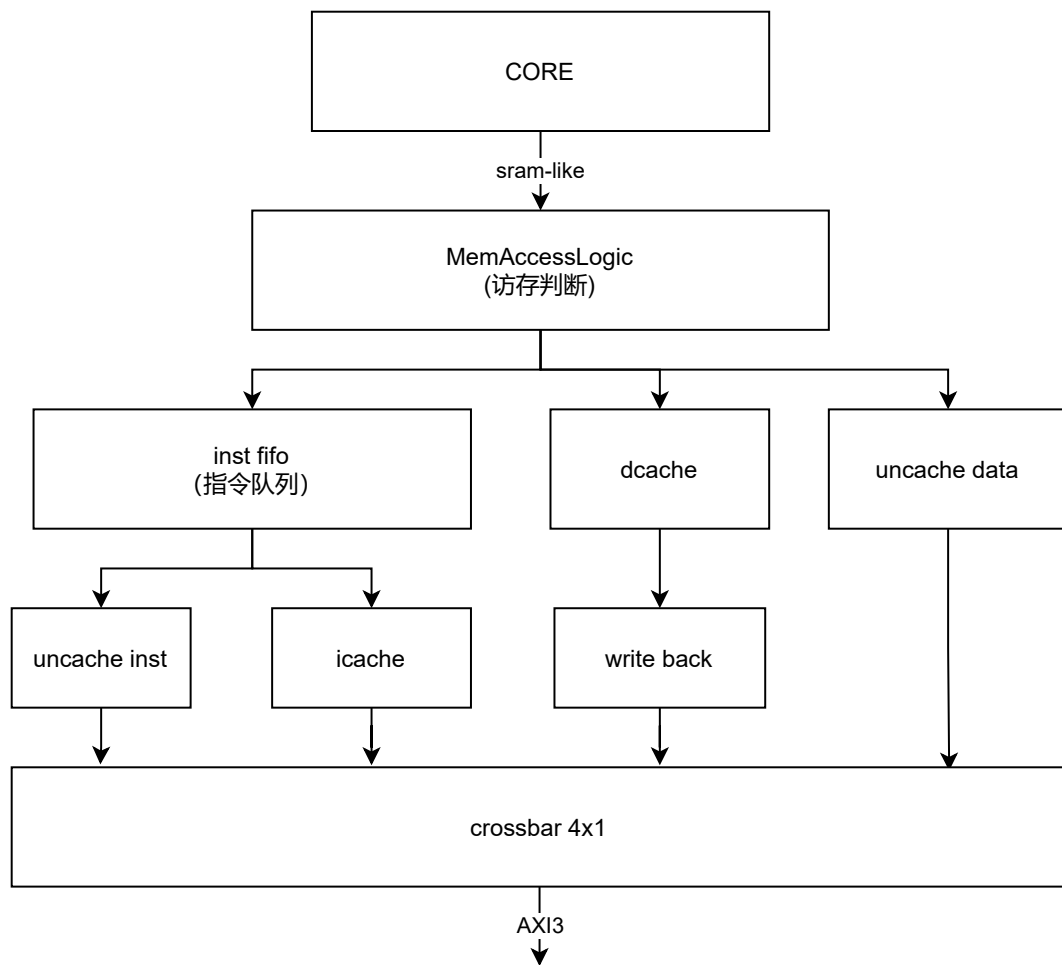 CORE
sram-like
MemAccessLogic
(访存判断)
inst fifo
（指令队列）
dcache
uncache data
uncache inst
icache
write back
crossbar 4x1
AXI3